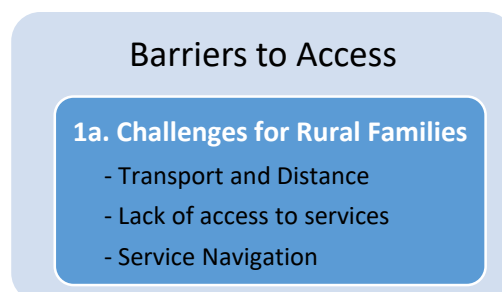 Barriers to Access
1a. Challenges for Rural Families
- Transport and Distance
- Lack of access to services
- Service Navigation